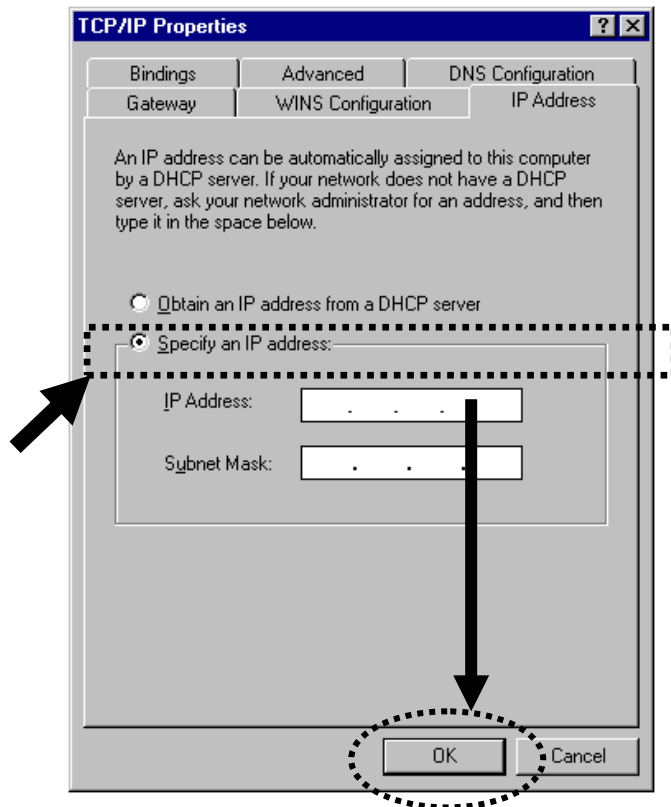 TCP/IP Properties
Bindings Advanced DNS Configuration
Gateway WINS Configuration IP Address
An IP address can be automatically assigned to this computer
by a DHCP server. If your network does not have a DHCP
server, ask your network administrator for an address, and then
type it in the space below.
Obtain an IP address from a DHCP server
Specify an IP address:
IP Address: . . .
Subnet Mask: . . .
OK Cancel